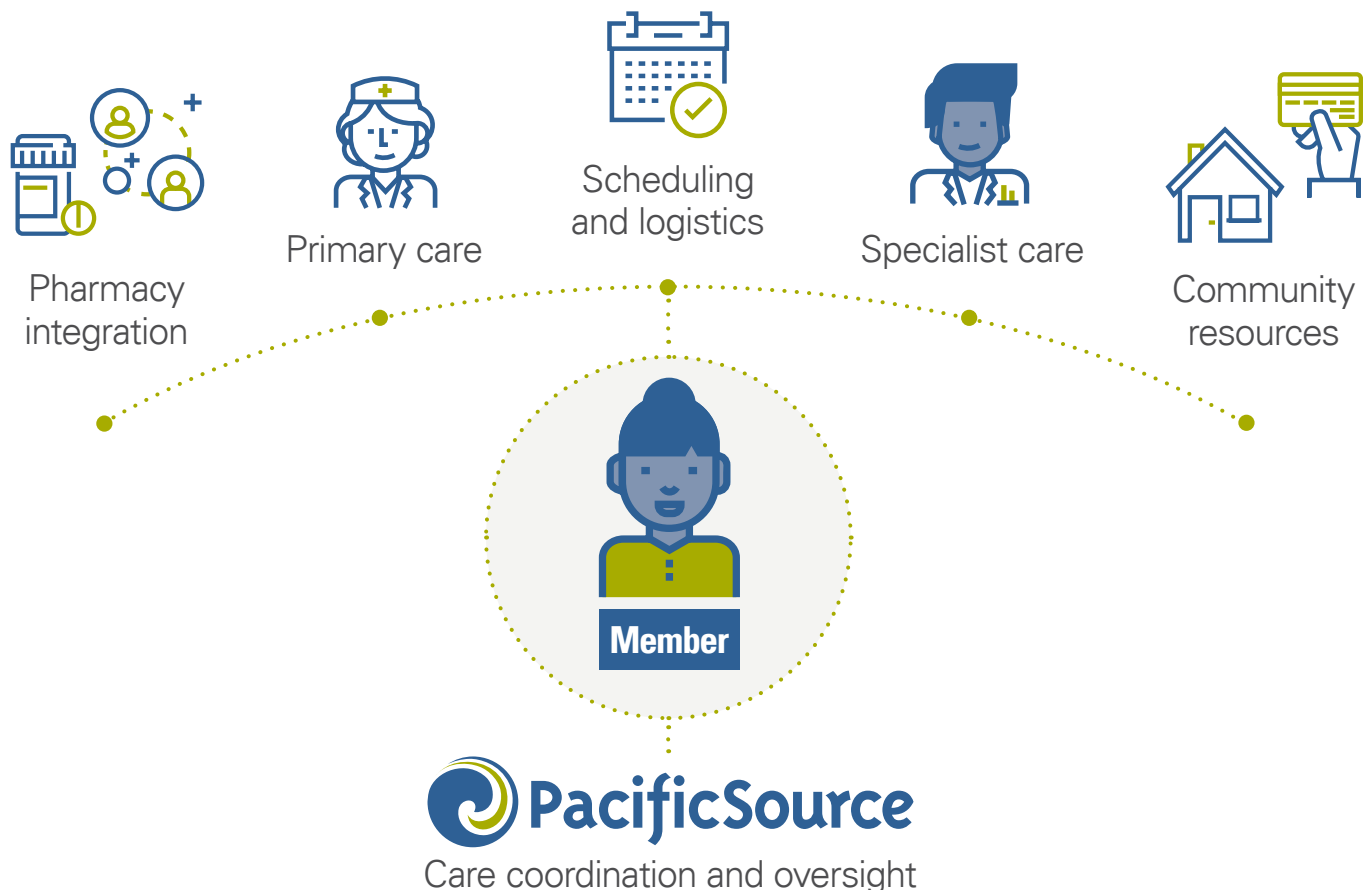 Pharmacy
integration
Primary care
Scheduling
and logistics
Specialist care
Community
resources
Member
PacificSource
Care coordination and oversight